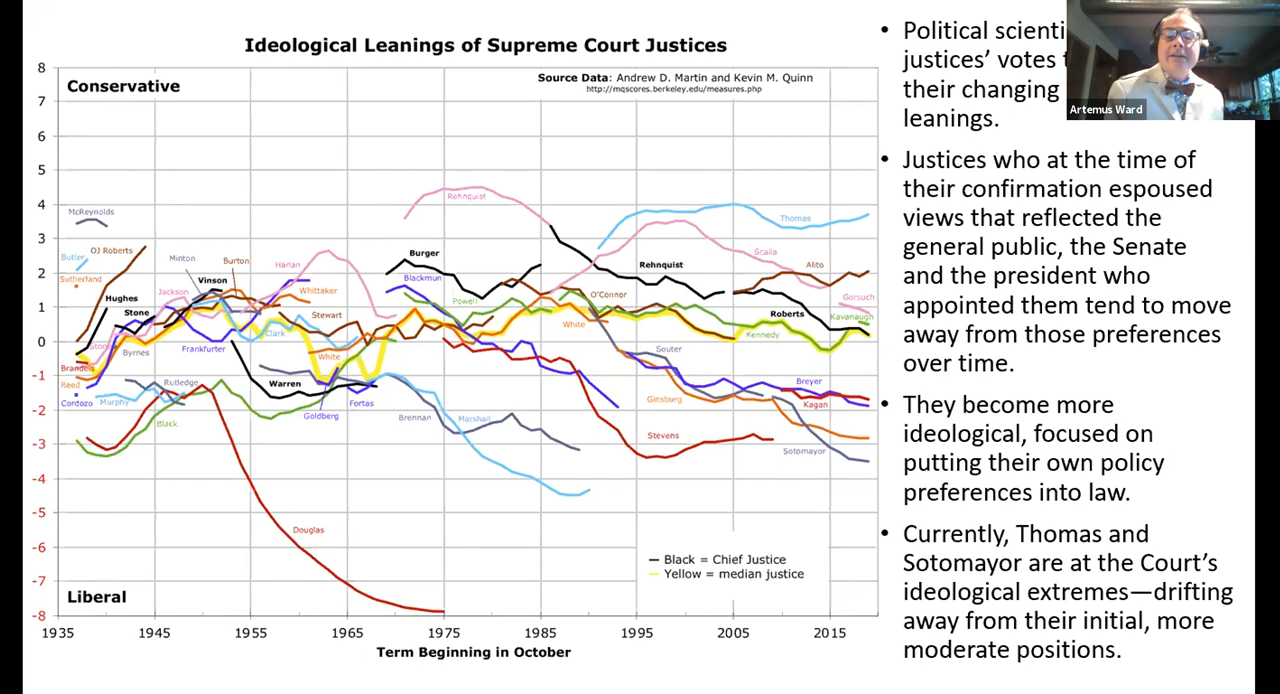 Ideological Leanings of Supreme Court Justices
8
7
6
5
4
3
2
1
0
-1
-2
-3
-4
-5
-6
-7
-8
Conservative
Source Data: Andrew D. Martin and Kevin M. Quinn
http://mqscores.berkeley.edu/measures.php
McReynolds
Butler
OJ Roberts
Sutherland
Hughes
Stone
Stone
Brandeis
Reed
Cardozo
Murphy
Byrnes
Jackson
Minton
Vinson
Burton
Frankfurter
Rutledge
Black
Clark
Harlan
Whittaker
Stewart
White
Warren
Goldberg
Fortas
Douglas
Burger
Blackmun
Rehnquist
Powell
Brennan
Marshall
White
O'Connor
Rehnquist
Souter
Ginsburg
Stevens
Thomas
Scalia
Alito
Roberts
Kennedy
Gorsuch
Kavanaugh
Breyer
Kagan
Sotomayor
Black = Chief Justice
Yellow = median justice
Liberal
1935 1945 1955 1965 1975 1985 1995 2005 2015
Term Beginning in October
• Political
justices' votes
their changing
leanings.
• Justices who at the time of
their confirmation espoused
views that reflected the
general public, the Senate
and the president who
appointed them tend to move
away from those preferences
over time.
• They become more
ideological, focused on
putting their own policy
preferences into law.
• Currently, Thomas and
Sotomayor are at the Court's
ideological extremes—drifting
away from their initial, more
moderate positions.
Artemus Ward